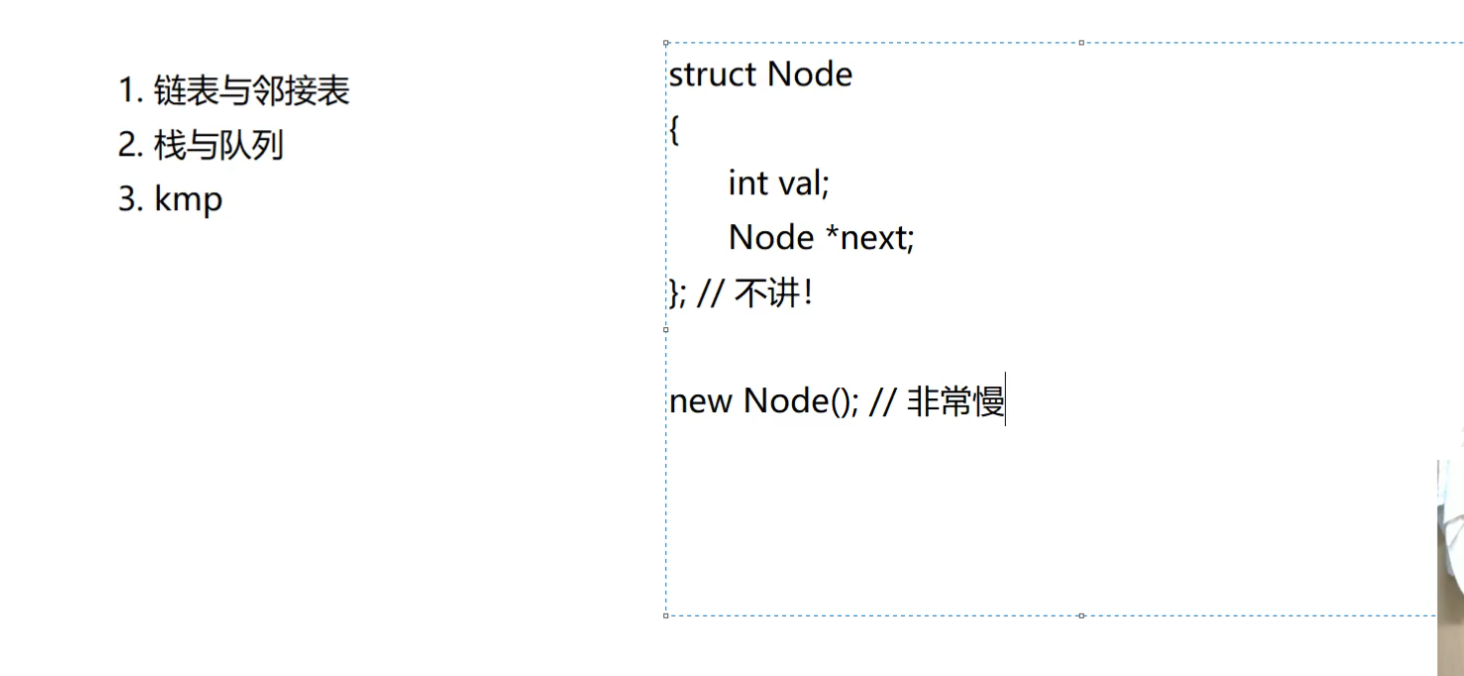 1. 链表与邻接表
2. 栈与队列
3. kmp
struct Node
{
int val;
Node *next;
}; // 不讲！
new Node(); // 非常慢